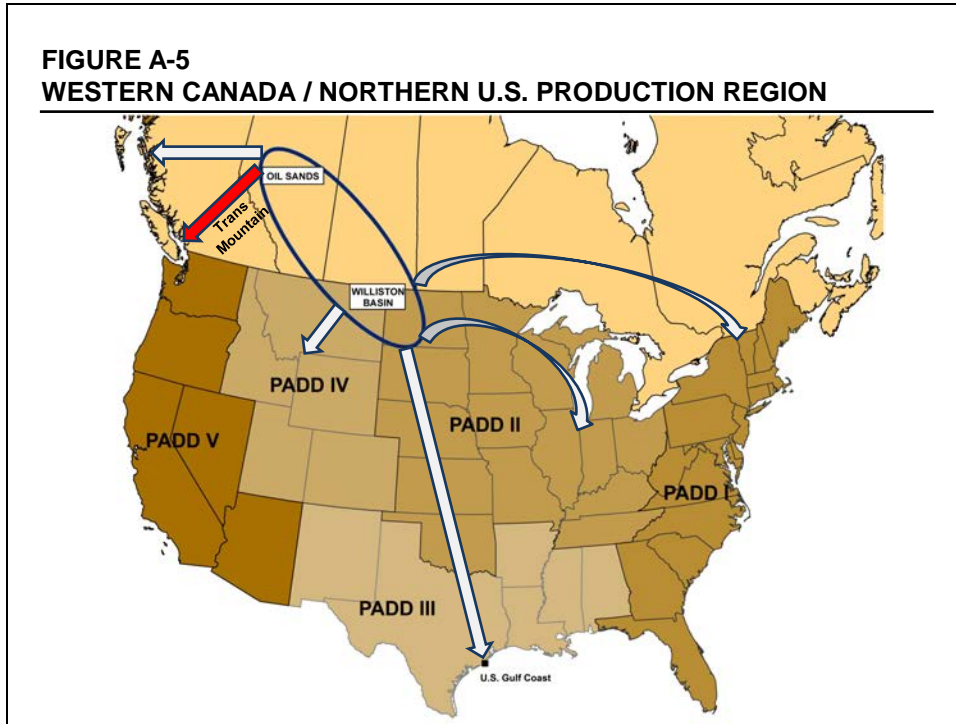 FIGURE A-5
WESTERN CANADA / NORTHERN U.S. PRODUCTION REGION
OIL SANDS
Trans
Mountain
WILLISTON
BASIN
PADD IV
PADD II
PADD V
PADD I
PADD III
U.S. Gulf Coast